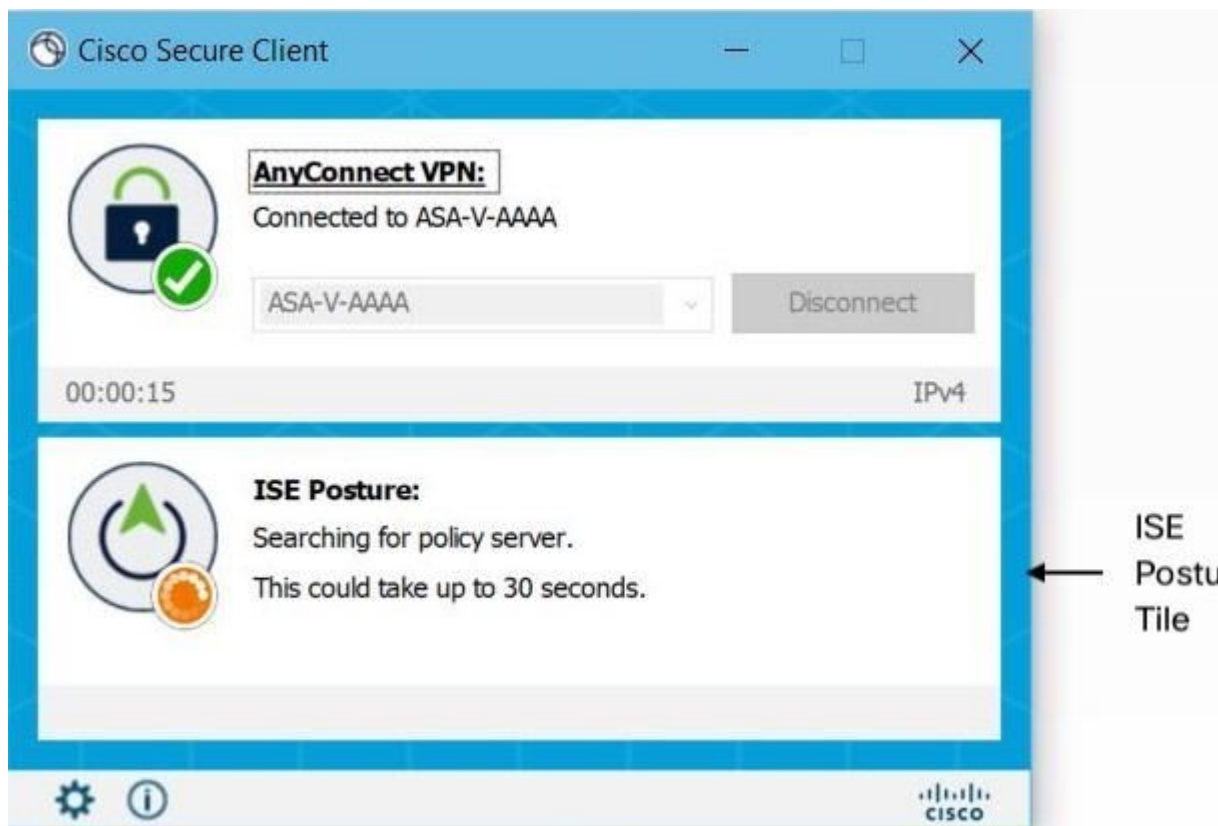 Cisco Secure Client
AnyConnect VPN:
Connected to ASA-V-AAAA
ASA-V-AAAA
Disconnect
00:00:15
IPv4
ISE Posture:
Searching for policy server.
This could take up to 30 seconds.
ISE
Postu
Tile
CISCO